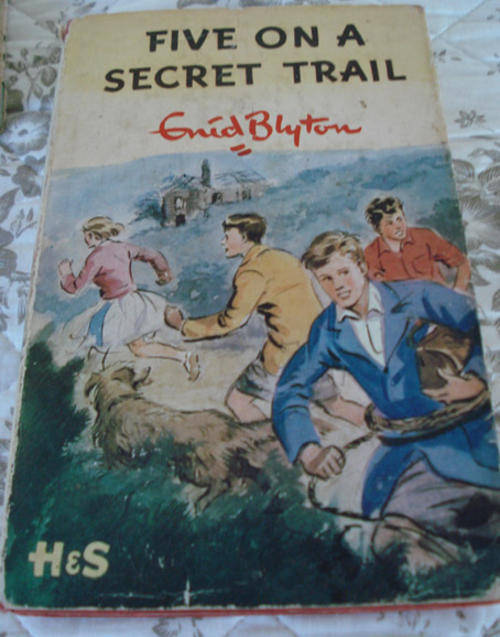 FIVE ON A
SECRET TRAIL
Enid Blyton
H&S